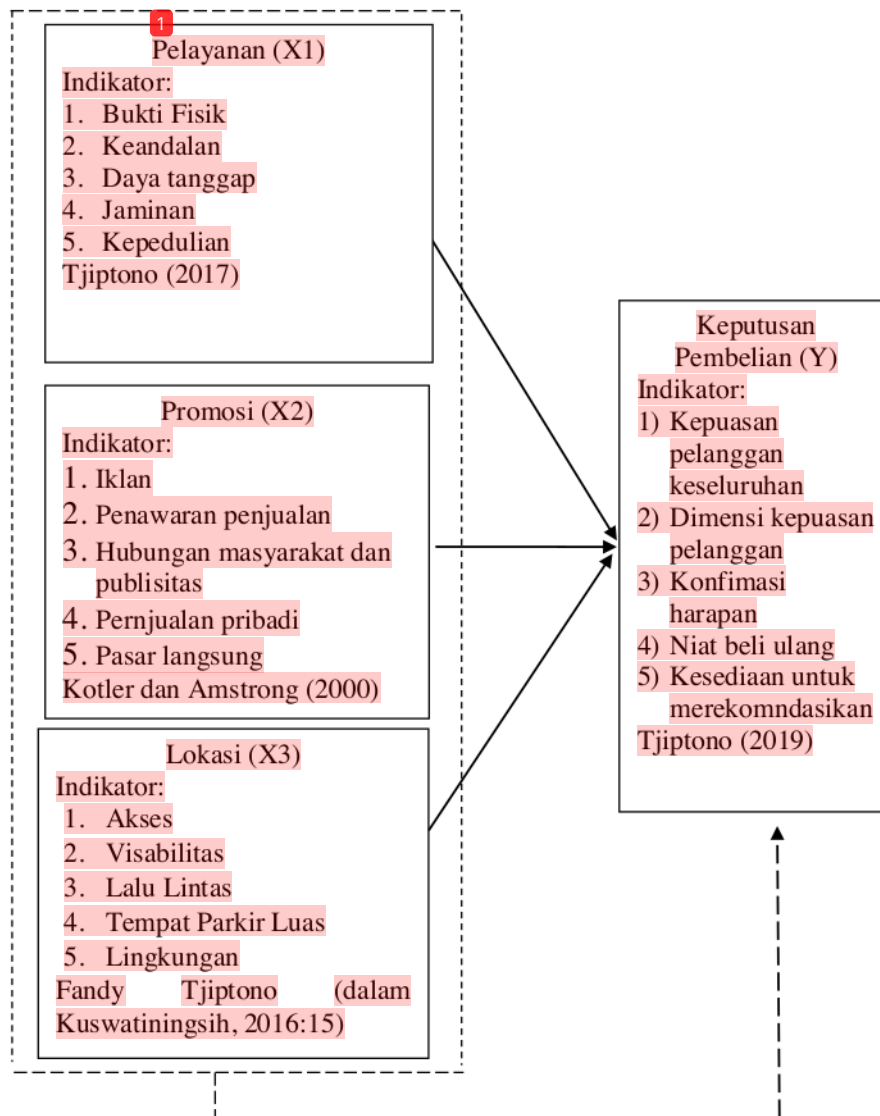 1
Pelayanan (X1)
Indikator:
1. Bukti Fisik
2. Keandalan
3. Daya tanggap
4. Jaminan
5. Kepedulian
Tjiptono (2017)
Promosi (X2)
Indikator:
1. Iklan
2. Penawaran penjualan
3. Hubungan masyarakat dan
publisitas
4. Pernjualan pribadi
5. Pasar langsung
Kotler dan Amstrong (2000)
Lokasi (X3)
Indikator:
1. Akses
2. Visabilitas
3. Lalu Lintas
4. Tempat Parkir Luas
5. Lingkungan
Fandy Tjiptono (dalam
Kuswatiningsih, 2016:15)
Keputusan
Pembelian (Y)
Indikator:
1) Kepuasan
pelanggan
keseluruhan
2) Dimensi kepuasan
pelanggan
3) Konfimasi
harapan
4) Niat beli ulang
5) Kesediaan untuk
merekomndasikan
Tjiptono (2019)